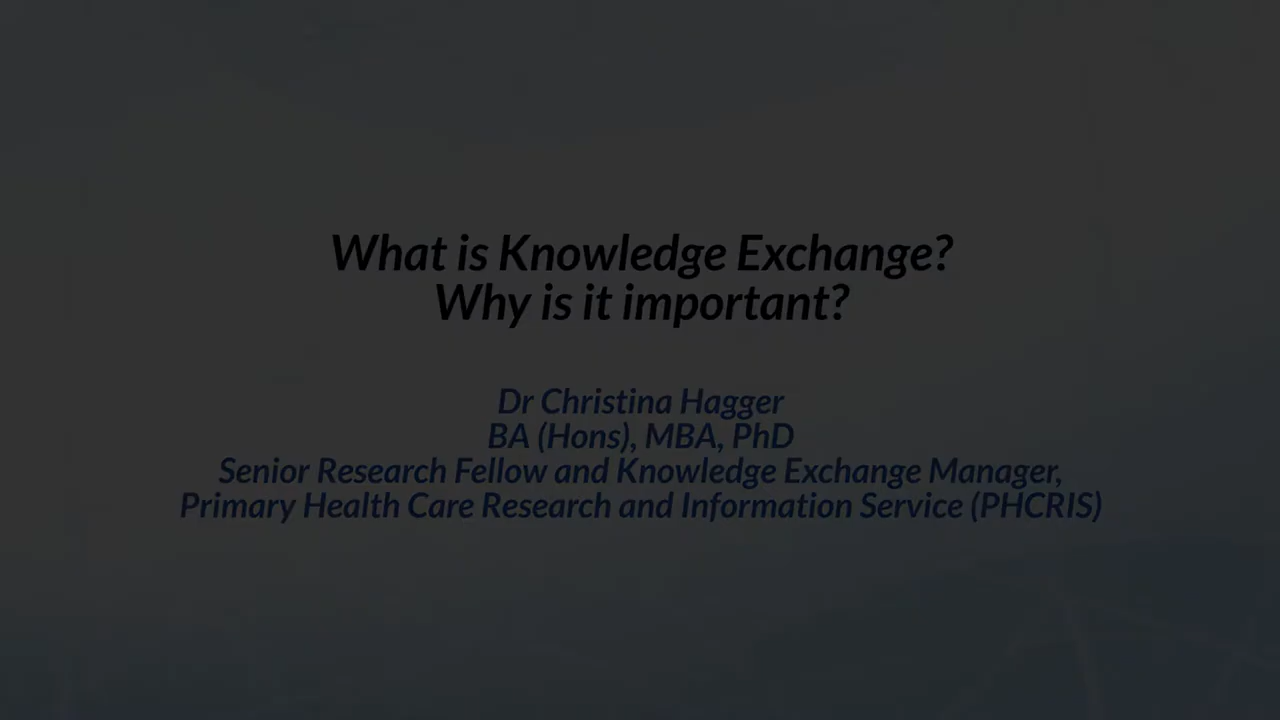 What is Knowledge Exchange?
Why is it important?
Dr Christina Hagger
BA (Hons), MBA, PhD
Senior Research Fellow and Knowledge Exchange Manager,
Primary Health Care Research and Information Service (PHCRIS)